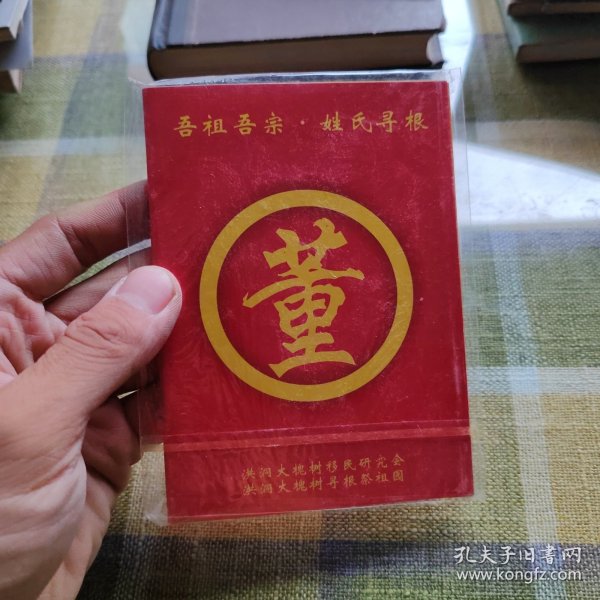 吾祖吾宗·姓氏寻根
董
洪洞大槐树移民研究会
洪洞大槐树寻根祭祖园
孔夫子旧书网
www.kongfz.com